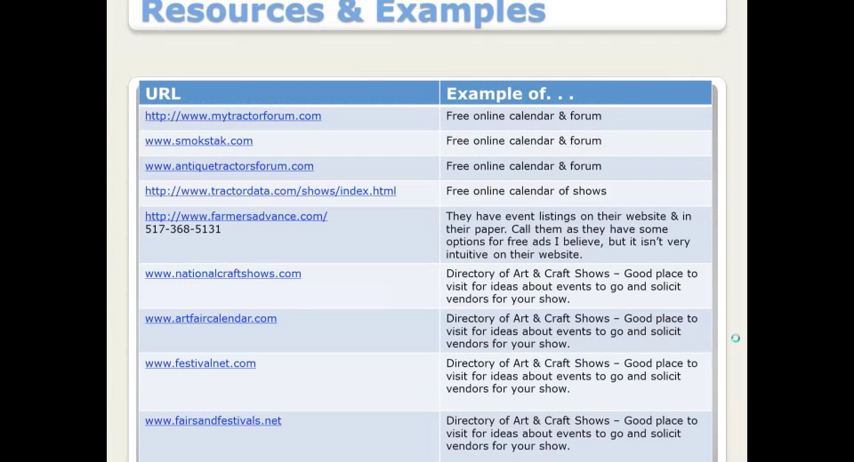 Resources & Examples
URL
Example of. . .
http://www.mytractorforum.com
Free online calendar & forum
www.smokstak.com
Free online calendar & forum
www.antiquetractorsforum.com
Free online calendar & forum
http://www.tractordata.com/shows/index.html
Free online calendar of shows
http://www.farmersadvance.com/
517-368-5131
They have event listings on their website & in
their paper. Call them as they have some
options for free ads I believe, but it isn't very
intuitive on their website.
www.nationalcraftshows.com
Directory of Art & Craft Shows – Good place to
visit for ideas about events to go and solicit
vendors for your show.
www.artfaircalendar.com
Directory of Art & Craft Shows – Good place to
visit for ideas about events to go and solicit
vendors for your show.
www.festivalnet.com
Directory of Art & Craft Shows – Good place to
visit for ideas about events to go and solicit
vendors for your show.
www.fairsandfestivals.net
Directory of Art & Craft Shows – Good place to
visit for ideas about events to go and solicit
vendors for your show.